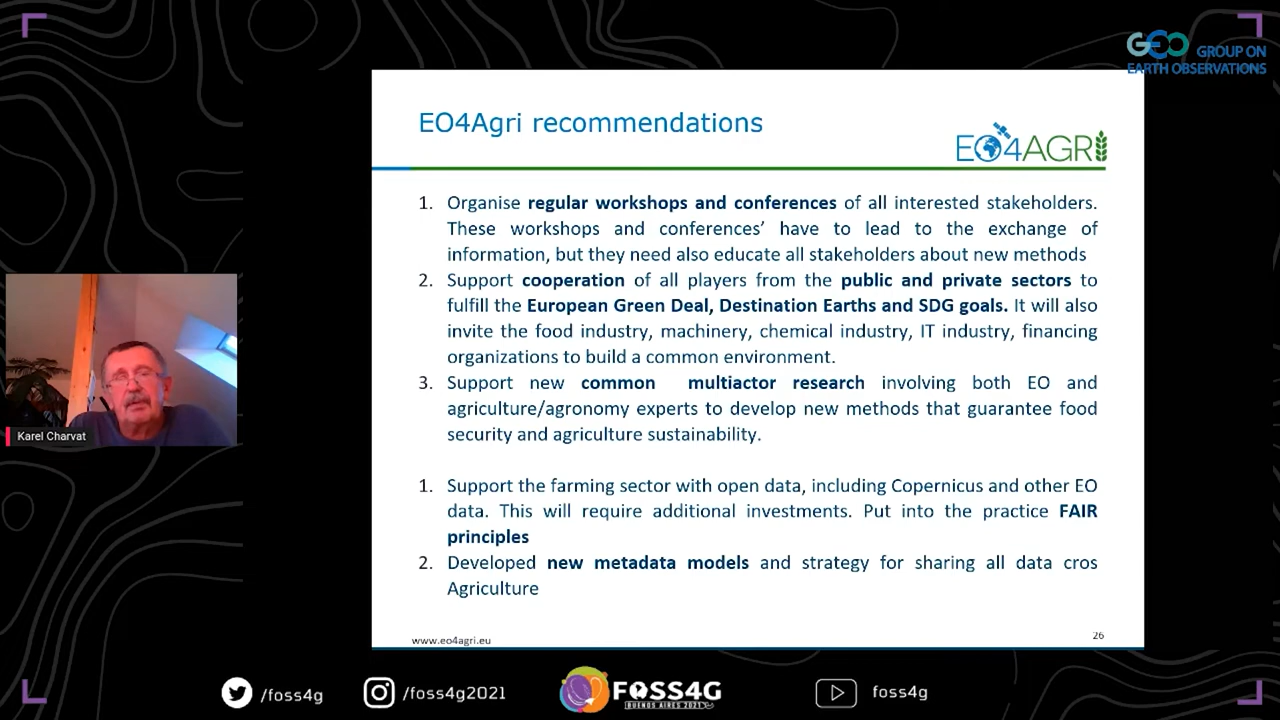 GEO GROUP ON
EARTH OBSERVATIONS
EO4Agri recommendations
EO4AGRI
1. Organise regular workshops and conferences of all interested stakeholders.
These workshops and conferences’ have to lead to the exchange of
information, but they need also educate all stakeholders about new methods
2. Support cooperation of all players from the public and private sectors to
fulfill the European Green Deal, Destination Earths and SDG goals. It will also
invite the food industry, machinery, chemical industry, IT industry, financing
organizations to build a common environment.
3. Support new common multiactor research involving both EO and
agriculture/agronomy experts to develop new methods that guarantee food
security and agriculture sustainability.
1. Support the farming sector with open data, including Copernicus and other EO
data. This will require additional investments. Put into the practice FAIR
principles
2. Developed new metadata models and strategy for sharing all data cros
Agriculture
www.eo4agri.eu
26
Karel Charvat
/foss4g
/foss4g2021
FOSS4G
BUENOS AIRES 2021
foss4g